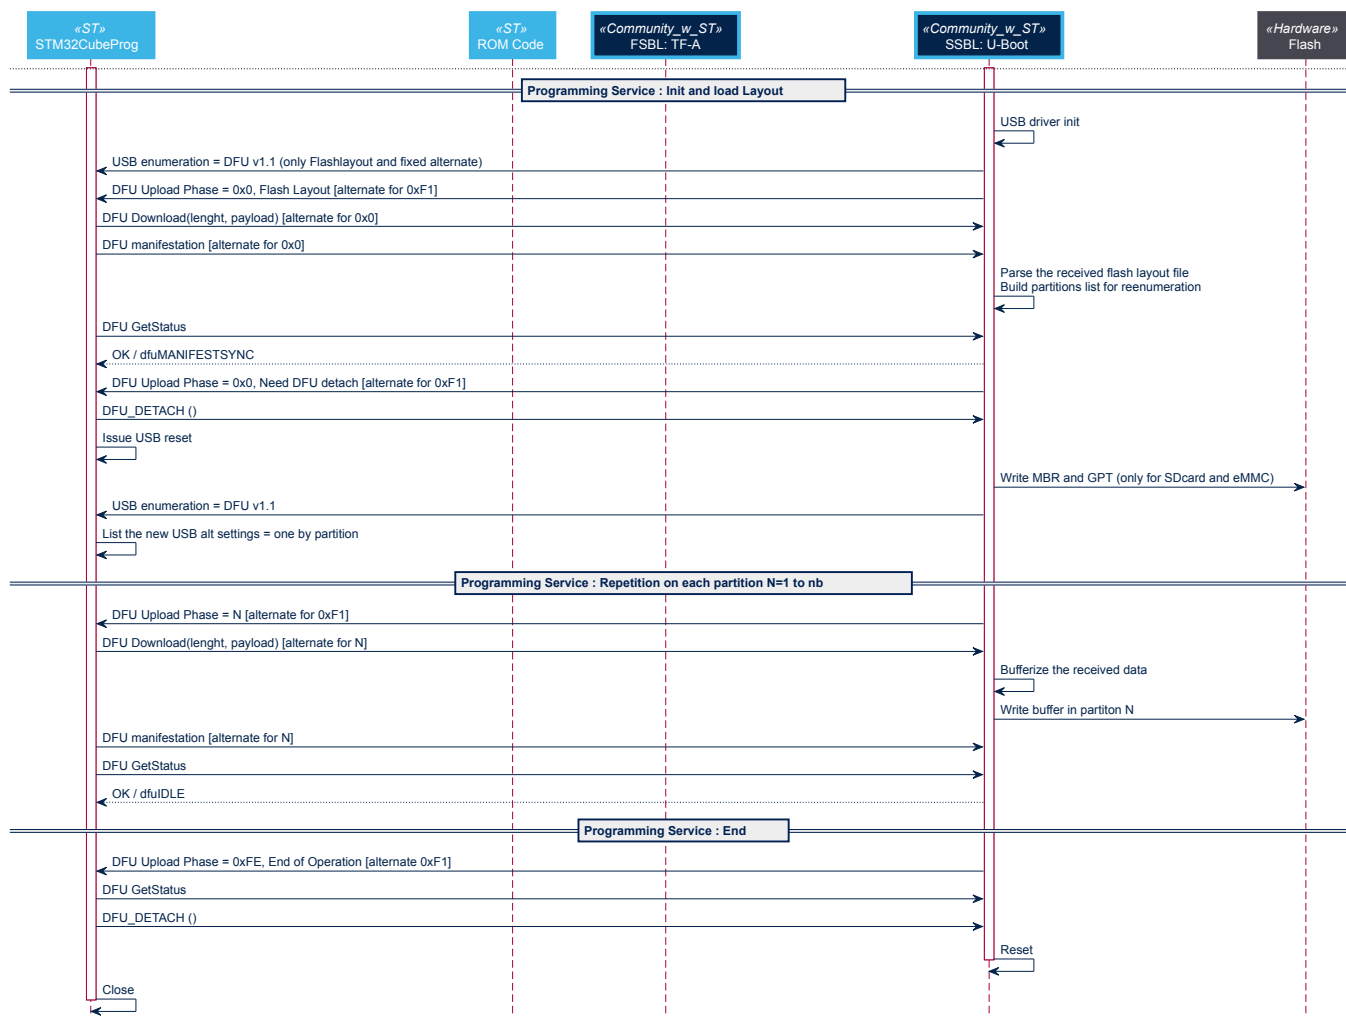 «ST»
STM32CubeProg
«ST»
ROM Code
«Community_w_ST»
FSBL: TF-A
«Community_w_ST»
SSBL: U-Boot
«Hardware»
Flash
Programming Service : Init and load Layout
USB driver init
USB enumeration = DFU v1.1 (only Flashlayout and fixed alternate)
DFU Upload Phase = 0x0, Flash Layout [alternate for 0xF1]
DFU Download(lenght, payload) [alternate for 0x0]
DFU manifestation [alternate for 0x0]
Parse the received flash layout file
Build partitions list for reenumeration
DFU GetStatus
OK / dfuMANIFESTSYNC
DFU Upload Phase = 0x0, Need DFU detach [alternate for 0xF1]
DFU_DETACH ()
Issue USB reset
Write MBR and GPT (only for SDcard and eMMC)
USB enumeration = DFU v1.1
List the new USB alt settings = one by partition
Programming Service : Repetition on each partition N=1 to nb
DFU Upload Phase = N [alternate for 0xF1]
DFU Download(lenght, payload) [alternate for N]
Bufferize the received data
Write buffer in partiton N
DFU manifestation [alternate for N]
DFU GetStatus
OK / dfuIDLE
Programming Service : End
DFU Upload Phase = 0xFE, End of Operation [alternate 0xF1]
DFU GetStatus
DFU_DETACH ()
Reset
Close